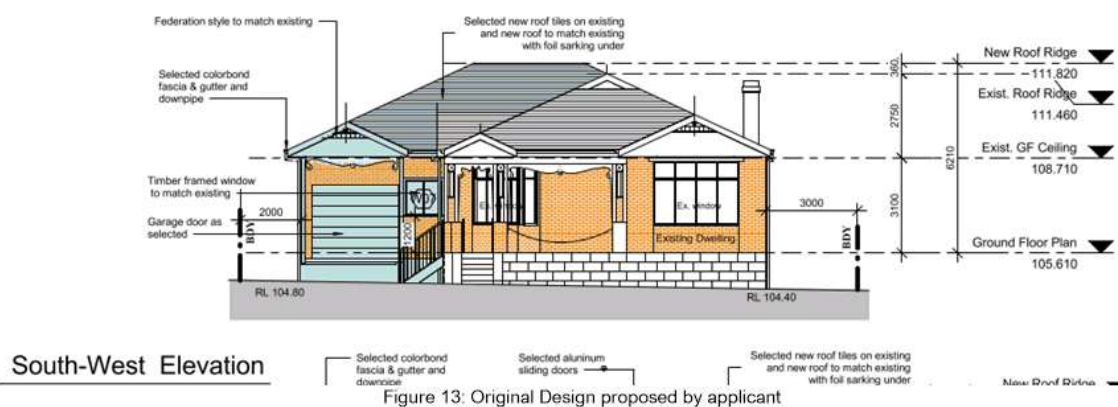 Federation style to match existing
Selected new roof tiles on existing
and new roof to match existing
with foil sarking under
Selected colorbond
fascia & gutter and
downpipe
Timber framed window
to match existing
Garage door as
selected
2000
BDY
1200
W07
Ex. window
Ex. window
Existing Dwelling
3000
BDY
RL 104.80
RL 104.40
360
2750
6210
3100
New Roof Ridge
111.820
Exist. Roof Ridge
111.460
Exist. GF Ceiling
108.710
Ground Floor Plan
105.610
South-West Elevation
Selected colorbond
fascia & gutter and
downpipe
Selected aluminum
sliding doors
Selected new roof tiles on existing
and new roof to match existing
with foil sarking under
New Roof Ridge
Figure 13: Original Design proposed by applicant